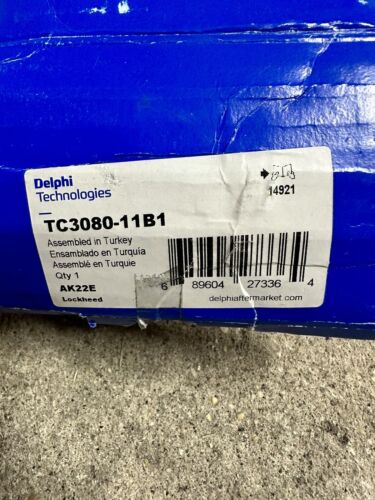 Delphi
Technologies
14921
TC3080-11B1
Assembled in Turkey
Ensamblado en Turquía
Assemblé en Turquie
Qty 1
AK22E
Lockheed
6 89604 27336 4
delphiaftermarket.com